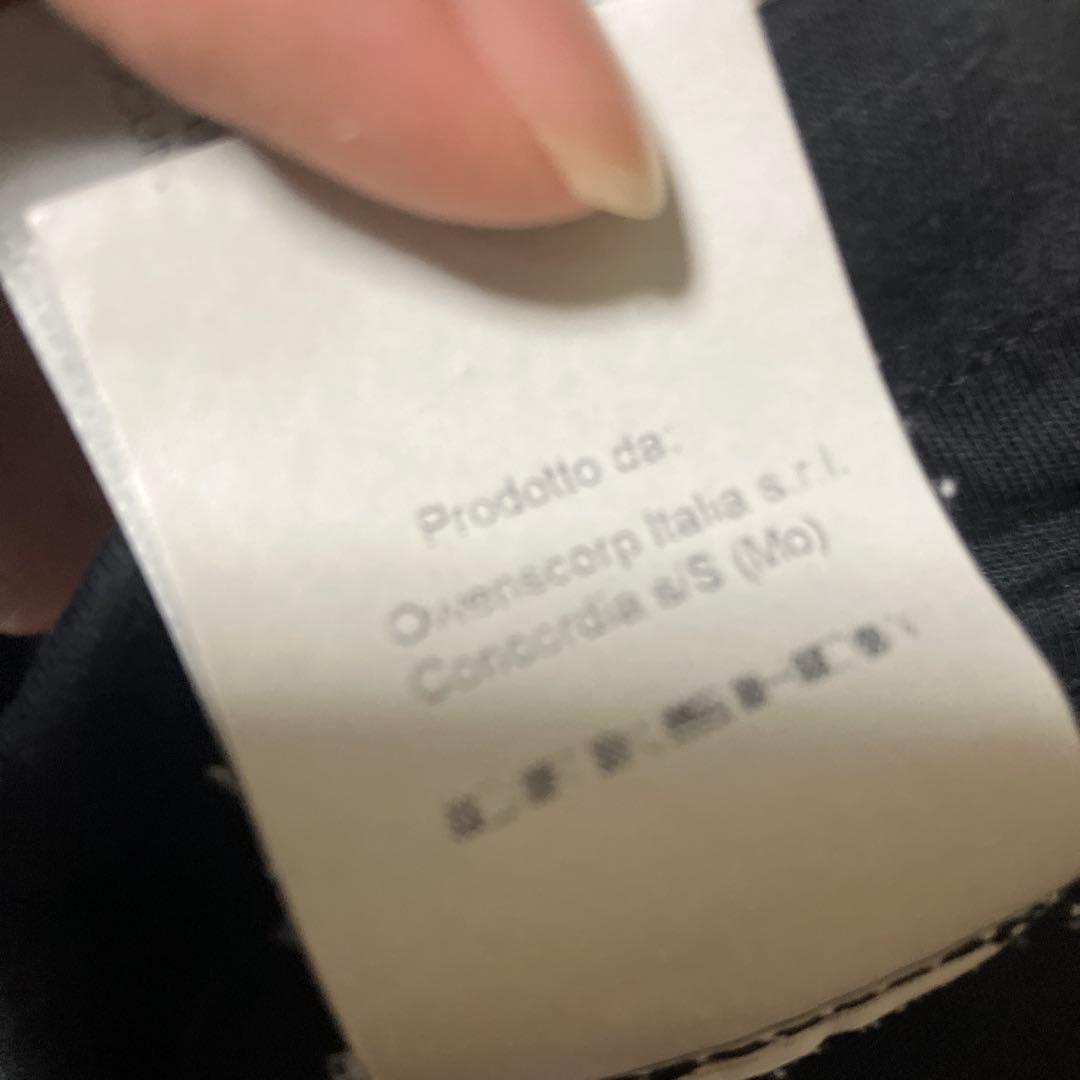 Prodotto da:
Owenscorp Italia s.r.l.
Concordia s/S (Mo)